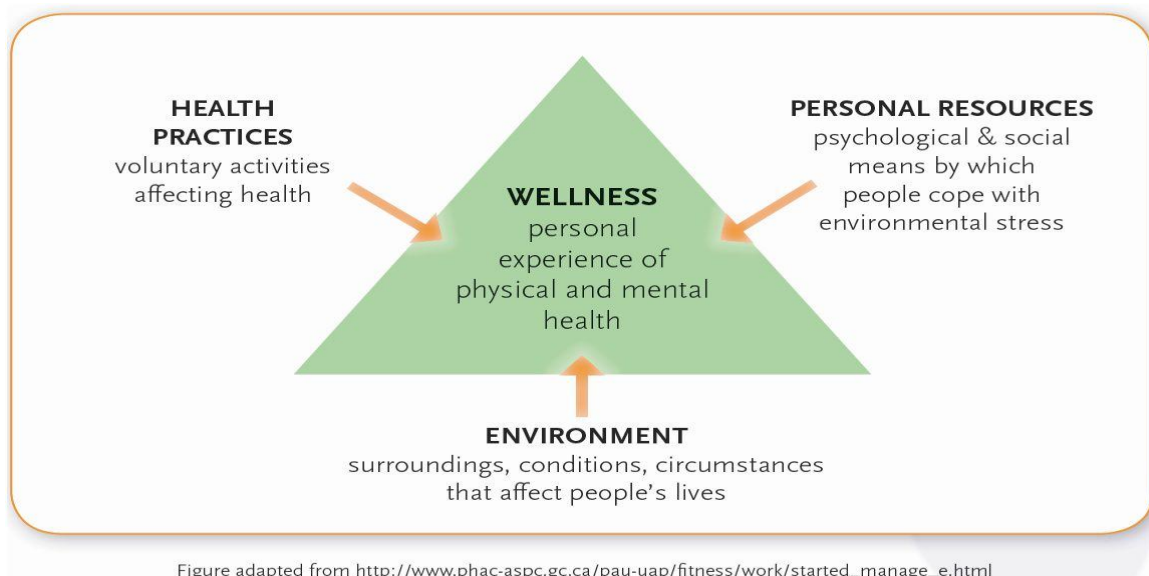 HEALTH
PRACTICES
voluntary activities
affecting health
PERSONAL RESOURCES
psychological & social
means by which
people cope with
environmental stress
WELLNESS
personal
experience of
physical and mental
health
ENVIRONMENT
surroundings, conditions, circumstances
that affect people’s lives
Figure adapted from http://www.phac-aspc.gc.ca/pau-uap/fitness/work/started_manage_e.html